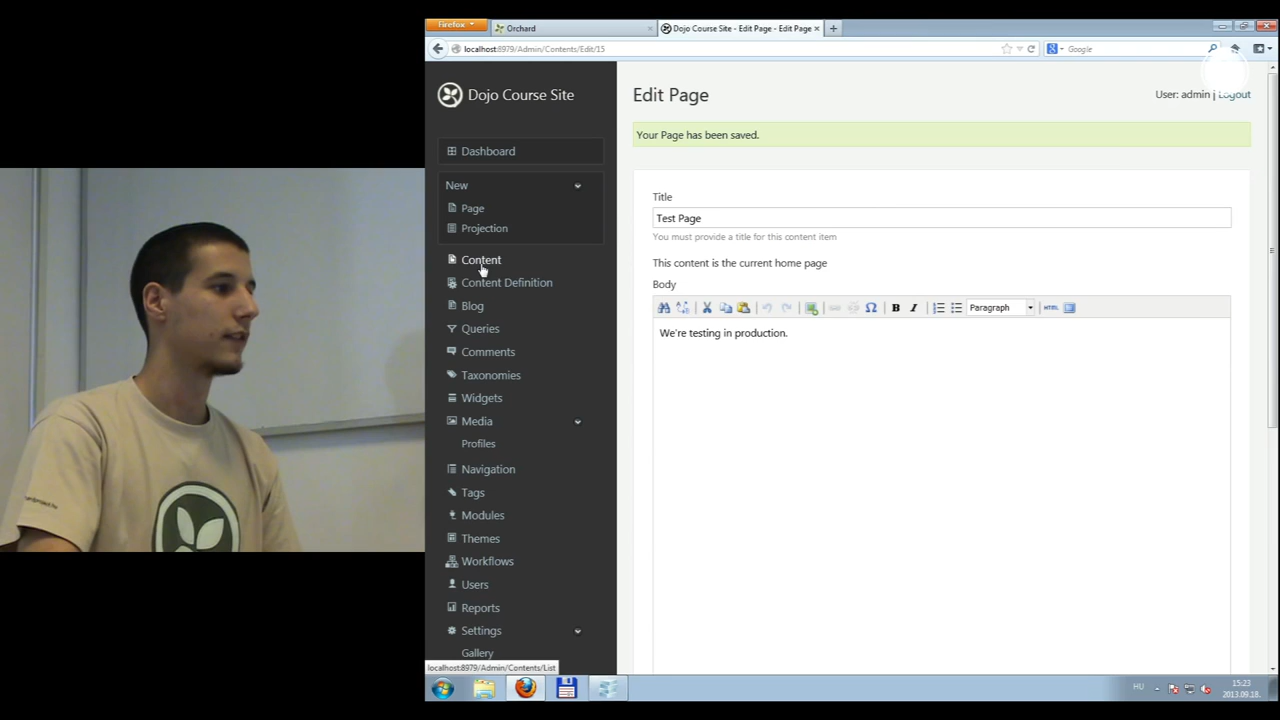 Firefox
Orchard
Dojo Course Site - Edit Page - Edit Page
localhost:8979/Admin/Contents/Edit/15
Google
Dojo Course Site
Dashboard
New
Page
Projection
Content
Content Definition
Blog
Queries
Comments
Taxonomies
Widgets
Media
Profiles
Navigation
Tags
Modules
Themes
Workflows
Users
Reports
Settings
Gallery
localhost:8979/Admin/Contents/List
Edit Page
User: admin | Logout
Your Page has been saved.
Title
Test Page
You must provide a title for this content item
This content is the current home page
Body
B I Paragraph HTML
We're testing in production.
HU
15:23
2013.09.18.